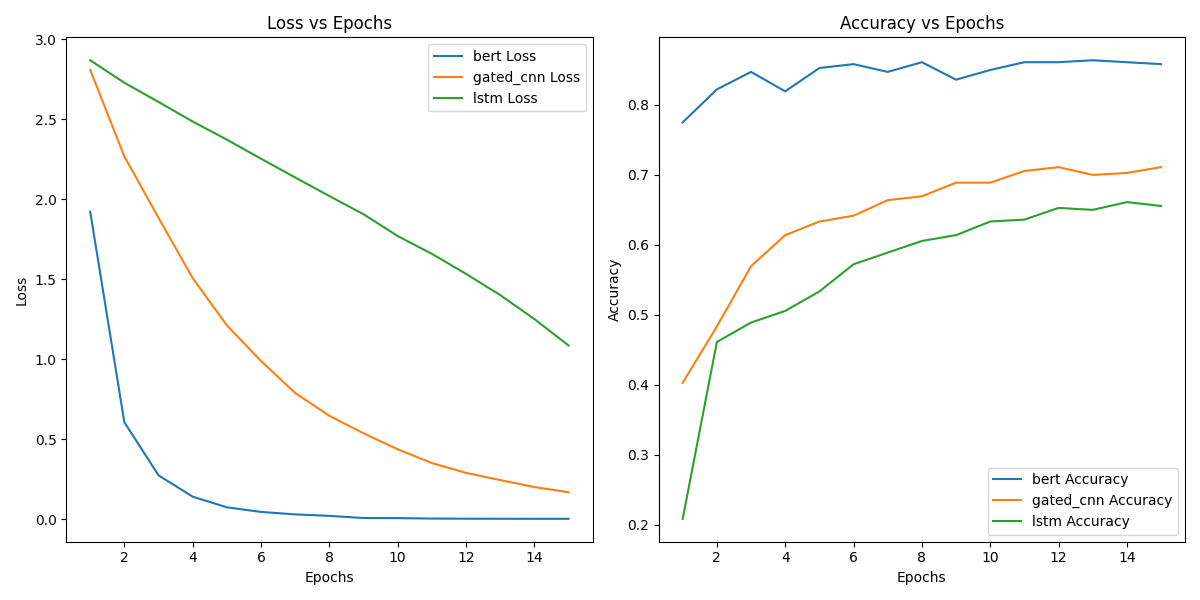 Loss vs Epochs
3.0
2.5
2.0
1.5
1.0
0.5
0.0
Loss
2 4 6 8 10 12 14
Epochs
bert Loss
gated_cnn Loss
lstm Loss
Accuracy vs Epochs
0.8
0.7
0.6
0.5
0.4
0.3
0.2
Accuracy
2 4 6 8 10 12 14
Epochs
bert Accuracy
gated_cnn Accuracy
lstm Accuracy